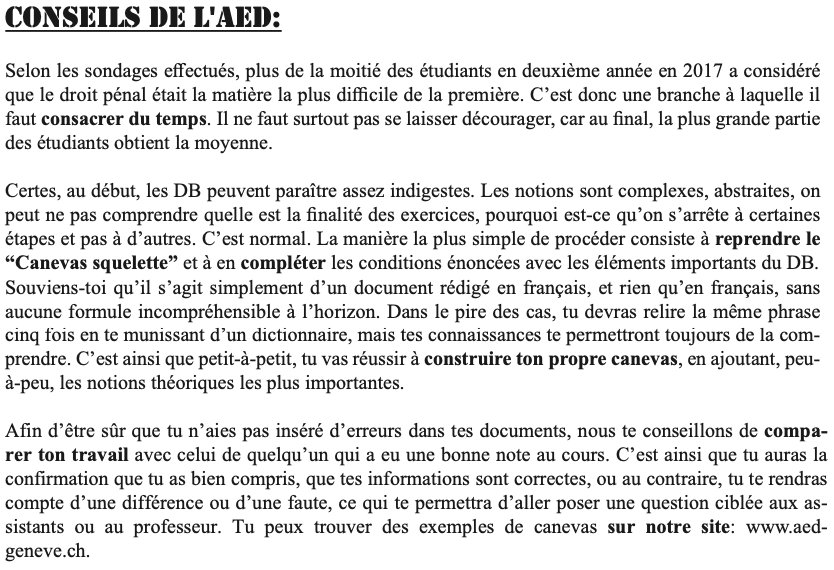 CONSEILS DE L'AED:
Selon les sondages effectués, plus de la moitié des étudiants en deuxième année en 2017 a considéré
que le droit pénal était la matière la plus difficile de la première. C’est donc une branche à laquelle il
faut consacrer du temps. Il ne faut surtout pas se laisser décourager, car au final, la plus grande partie
des étudiants obtient la moyenne.
Certes, au début, les DB peuvent paraître assez indigestes. Les notions sont complexes, abstraites, on
peut ne pas comprendre quelle est la finalité des exercices, pourquoi est-ce qu’on s’arrête à certaines
étapes et pas à d’autres. C’est normal. La manière la plus simple de procéder consiste à reprendre le
“Canevas squelette” et à en compléter les conditions énoncées avec les éléments importants du DB.
Souviens-toi qu’il s’agit simplement d’un document rédigé en français, et rien qu’en français, sans
aucune formule incompréhensible à l’horizon. Dans le pire des cas, tu devras relire la même phrase
cinq fois en te munissant d’un dictionnaire, mais tes connaissances te permettront toujours de la com-
prendre. C’est ainsi que petit-à-petit, tu vas réussir à construire ton propre canevas, en ajoutant, peu-
à-peu, les notions théoriques les plus importantes.
Afin d’être sûr que tu n’aies pas inséré d’erreurs dans tes documents, nous te conseillons de compa-
rer ton travail avec celui de quelqu’un qui a eu une bonne note au cours. C’est ainsi que tu auras la
confirmation que tu as bien compris, que tes informations sont correctes, ou au contraire, tu te rendras
compte d’une différence ou d’une faute, ce qui te permettra d’aller poser une question ciblée aux as-
sistants ou au professeur. Tu peux trouver des exemples de canevas sur notre site: www.aed-
geneve.ch.